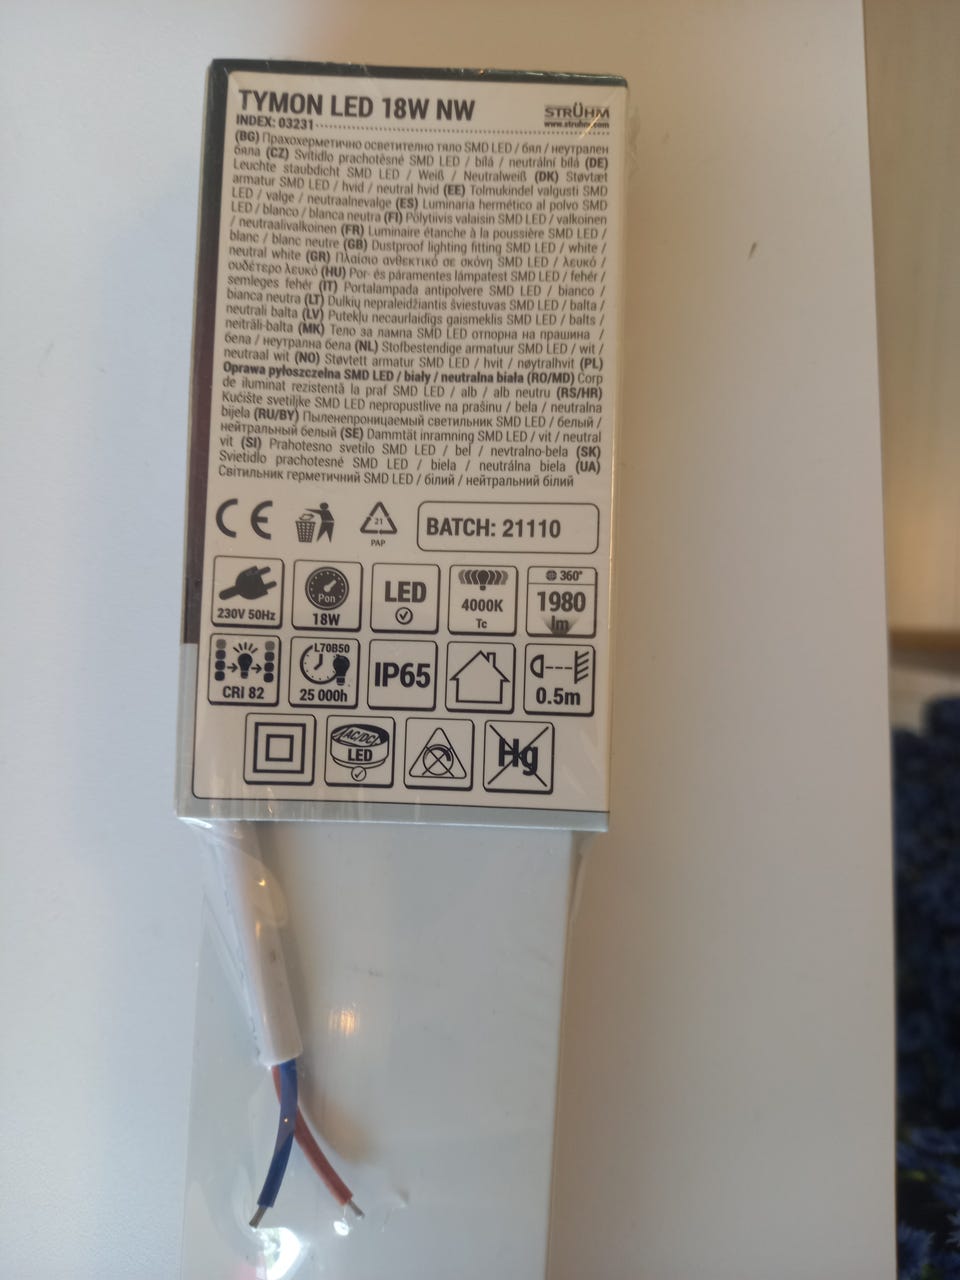 TYMON LED 18W NW
STRÜHM
INDEX: 03231
www.struhm.com
(BG) Прахохерметично осветително тяло SMD LED / бял / неутрален
бяла (CZ) Svítidlo prachotěsné SMD LED / bílá / neutrální bílá (DE)
Leuchte staubdicht SMD LED / Weiß / Neutralweiß (DK) Støvtæt
armatur SMD LED / hvid / neutral hvid (EE) Tolmukindel valgusti SMD
LED / valge / neutraalnevalge (ES) Luminaria hermético al polvo SMD
LED / blanco / blanca neutra (FI) Pölytiivis valaisin SMD LED / valkoinen
/ neutraalivalkoinen (FR) Luminaire étanche à la poussière SMD LED /
blanc / blanc neutre (GB) Dustproof lighting fitting SMD LED / white /
neutral white (GR) Πλαίσιο ανθεκτικό σε σκόνη SMD LED / λευκό /
ουδέτερο λευκό (HU) Por- és páramentes lámpatest SMD LED / fehér /
semleges fehér (IT) Portalampada antipolvere SMD LED / bianco /
bianca neutra (LT) Dulkių nepraleidžiantis šviestuvas SMD LED / balta /
neutrali balta (LV) Putekļu necaurlaidīgs gaismeklis SMD LED / balts /
neitrāli-balta (MK) Тело за лампа SMD LED отпорна на прашина /
бела / неутрална бела (NL) Stofbestendige armatuur SMD LED / wit /
neutraal wit (NO) Støvtett armatur SMD LED / hvit / nøytralhvit (PL)
Oprawa pyłoszczelna SMD LED / biały / neutralna biała (RO/MD) Corp
de iluminat rezistentă la praf SMD LED / alb / alb neutru (RS/HR)
Kućište svetiljke SMD LED nepropustlive na prašinu / bela / neutralna
bijela (RU/BY) Пыленепроницаемый светильник SMD LED / белый /
нейтральный белый (SE) Dammtät inramning SMD LED / vit / neutral
vit (SI) Prahotesno svetilo SMD LED / bel / nevtralno-bela (SK)
Svietidlo prachotesné SMD LED / biela / neutrálna biela (UA)
Світильник герметичний SMD LED / білий / нейтральний білий
CE
21
PAP
BATCH: 21110
230V 50Hz
Pon
18W
LED
4000K
Tc
360°
1980
lm
CRI 82
L70B50
25 000h
IP65
0.5m
AC/DC
LED
Hg